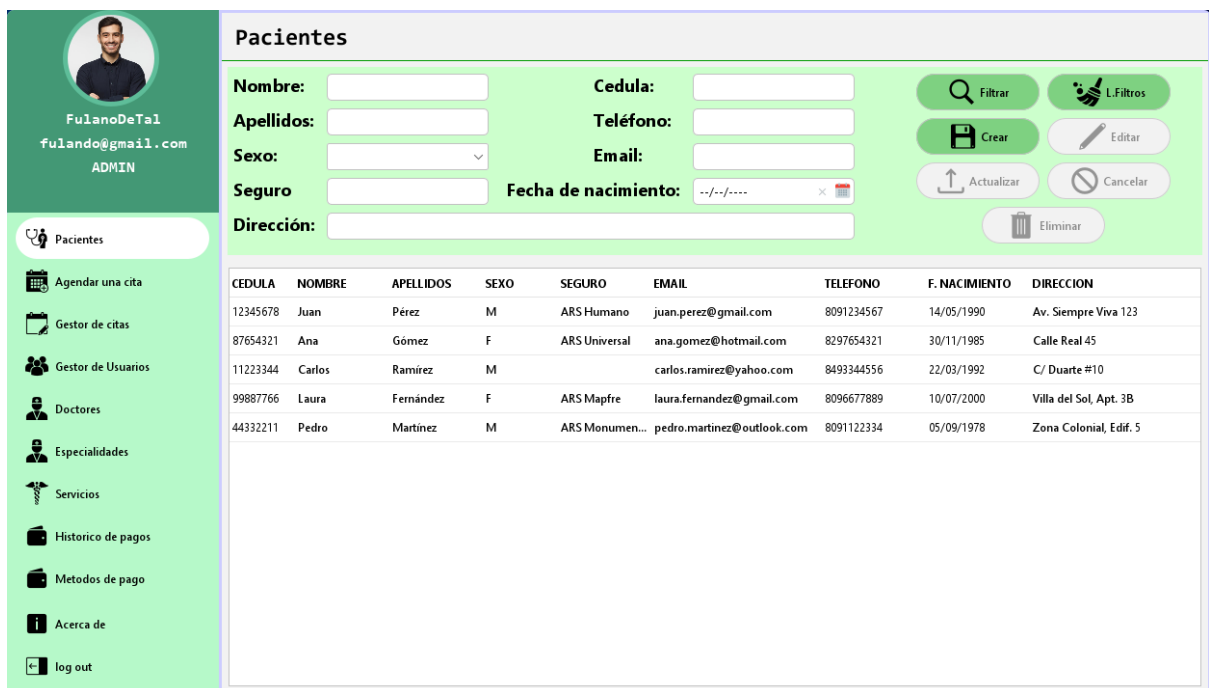 FulanoDeTal
fulando@gmail.com
ADMIN
Pacientes
Agendar una cita
Gestor de citas
Gestor de Usuarios
Doctores
Especialidades
Servicios
Historico de pagos
Metodos de pago
Acerca de
log out
Pacientes
Nombre: Cedula: Filtrar L.Filtros
Apellidos: Teléfono: Crear Editar
Sexo: Email:
Seguro Fecha de nacimiento: --/--/---- Actualizar Cancelar
Dirección: Eliminar
CEDULA NOMBRE APELLIDOS SEXO SEGURO EMAIL TELEFONO F. NACIMIENTO DIRECCION
12345678 Juan Pérez M ARS Humano juan.perez@gmail.com 8091234567 14/05/1990 Av. Siempre Viva 123
87654321 Ana Gómez F ARS Universal ana.gomez@hotmail.com 8297654321 30/11/1985 Calle Real 45
11223344 Carlos Ramírez M carlos.ramirez@yahoo.com 8493344556 22/03/1992 C/ Duarte #10
99887766 Laura Fernández F ARS Mapfre laura.fernandez@gmail.com 8096677889 10/07/2000 Villa del Sol, Apt. 3B
44332211 Pedro Martínez M ARS Monumen... pedro.martinez@outlook.com 8091122334 05/09/1978 Zona Colonial, Edif. 5